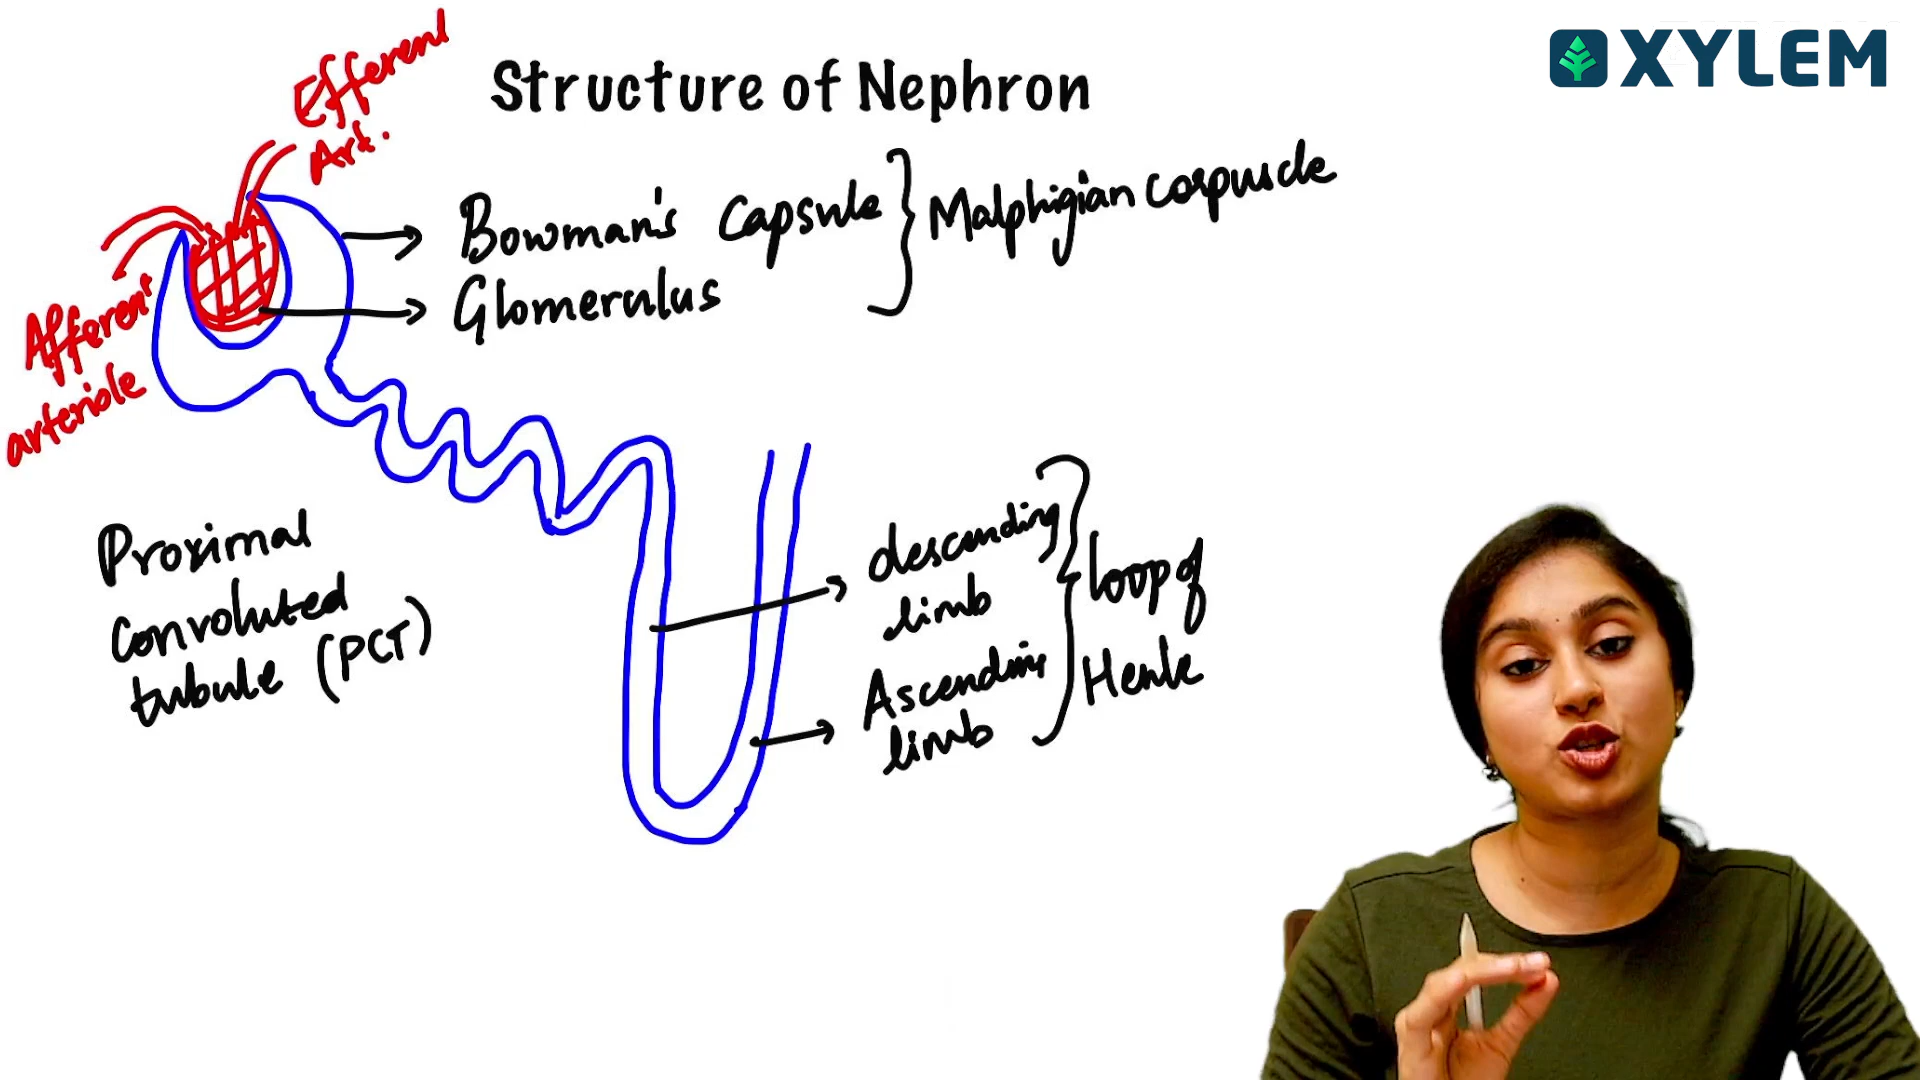 XYLEM
Structure of Nephron
Efferent
Art.
Bowman's Capsule
Glomerulus
Malphigian corpuscle
Afferent
arteriole
Proximal
convoluted
tubule (PCT)
descending
limb
Ascending
limb
loop of
Henle